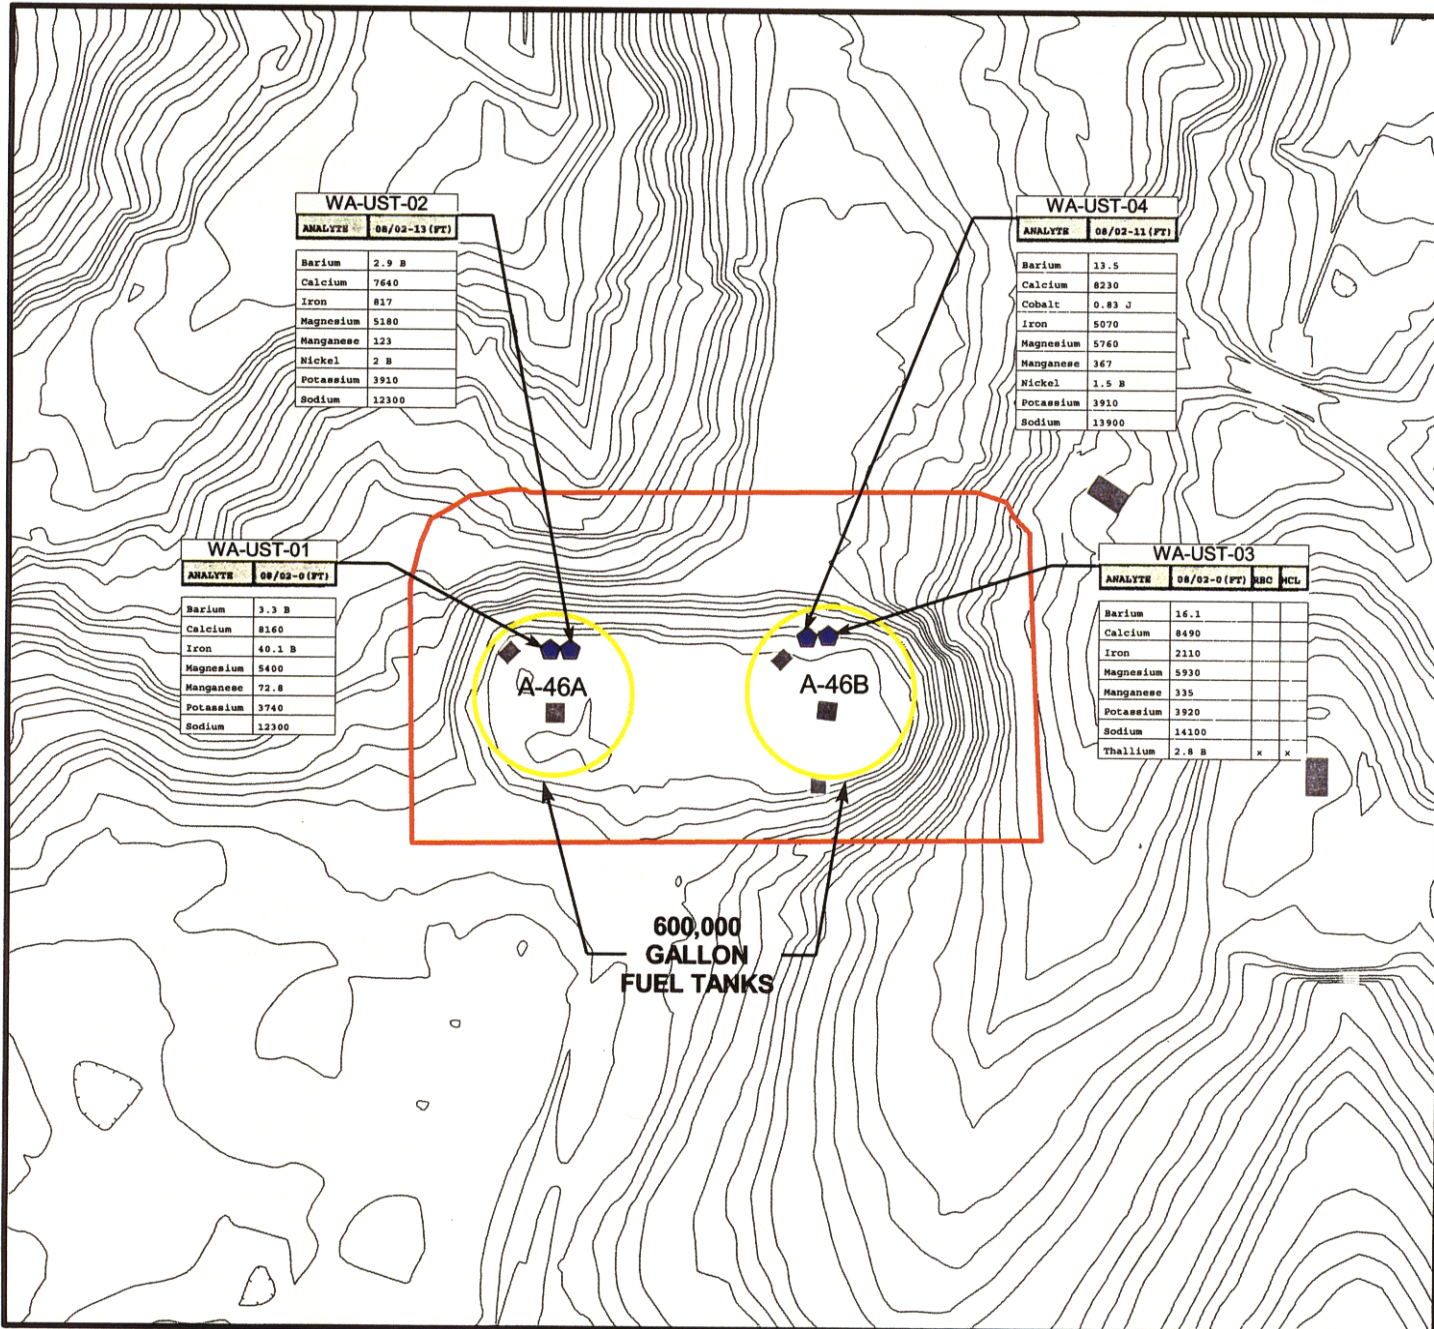 WA-UST-02
ANALYTE 08/02-13(FT)
Barium 2.9 B
Calcium 7640
Iron 817
Magnesium 5180
Manganese 123
Nickel 2 B
Potassium 3910
Sodium 12300
WA-UST-04
ANALYTE 08/02-11(FT)
Barium 13.5
Calcium 8230
Cobalt 0.83 J
Iron 5070
Magnesium 5760
Manganese 367
Nickel 1.5 B
Potassium 3910
Sodium 13900
WA-UST-01
ANALYTE 08/02-0(FT)
Barium 3.3 B
Calcium 8160
Iron 40.1 B
Magnesium 5400
Manganese 72.8
Potassium 3740
Sodium 12300
WA-UST-03
ANALYTE 08/02-0(FT) RBC MCL
Barium 16.1
Calcium 8490
Iron 2110
Magnesium 5930
Manganese 335
Potassium 3920
Sodium 14100
Thallium 2.8 B x x
A-46A
A-46B
600,000
GALLON
FUEL TANKS